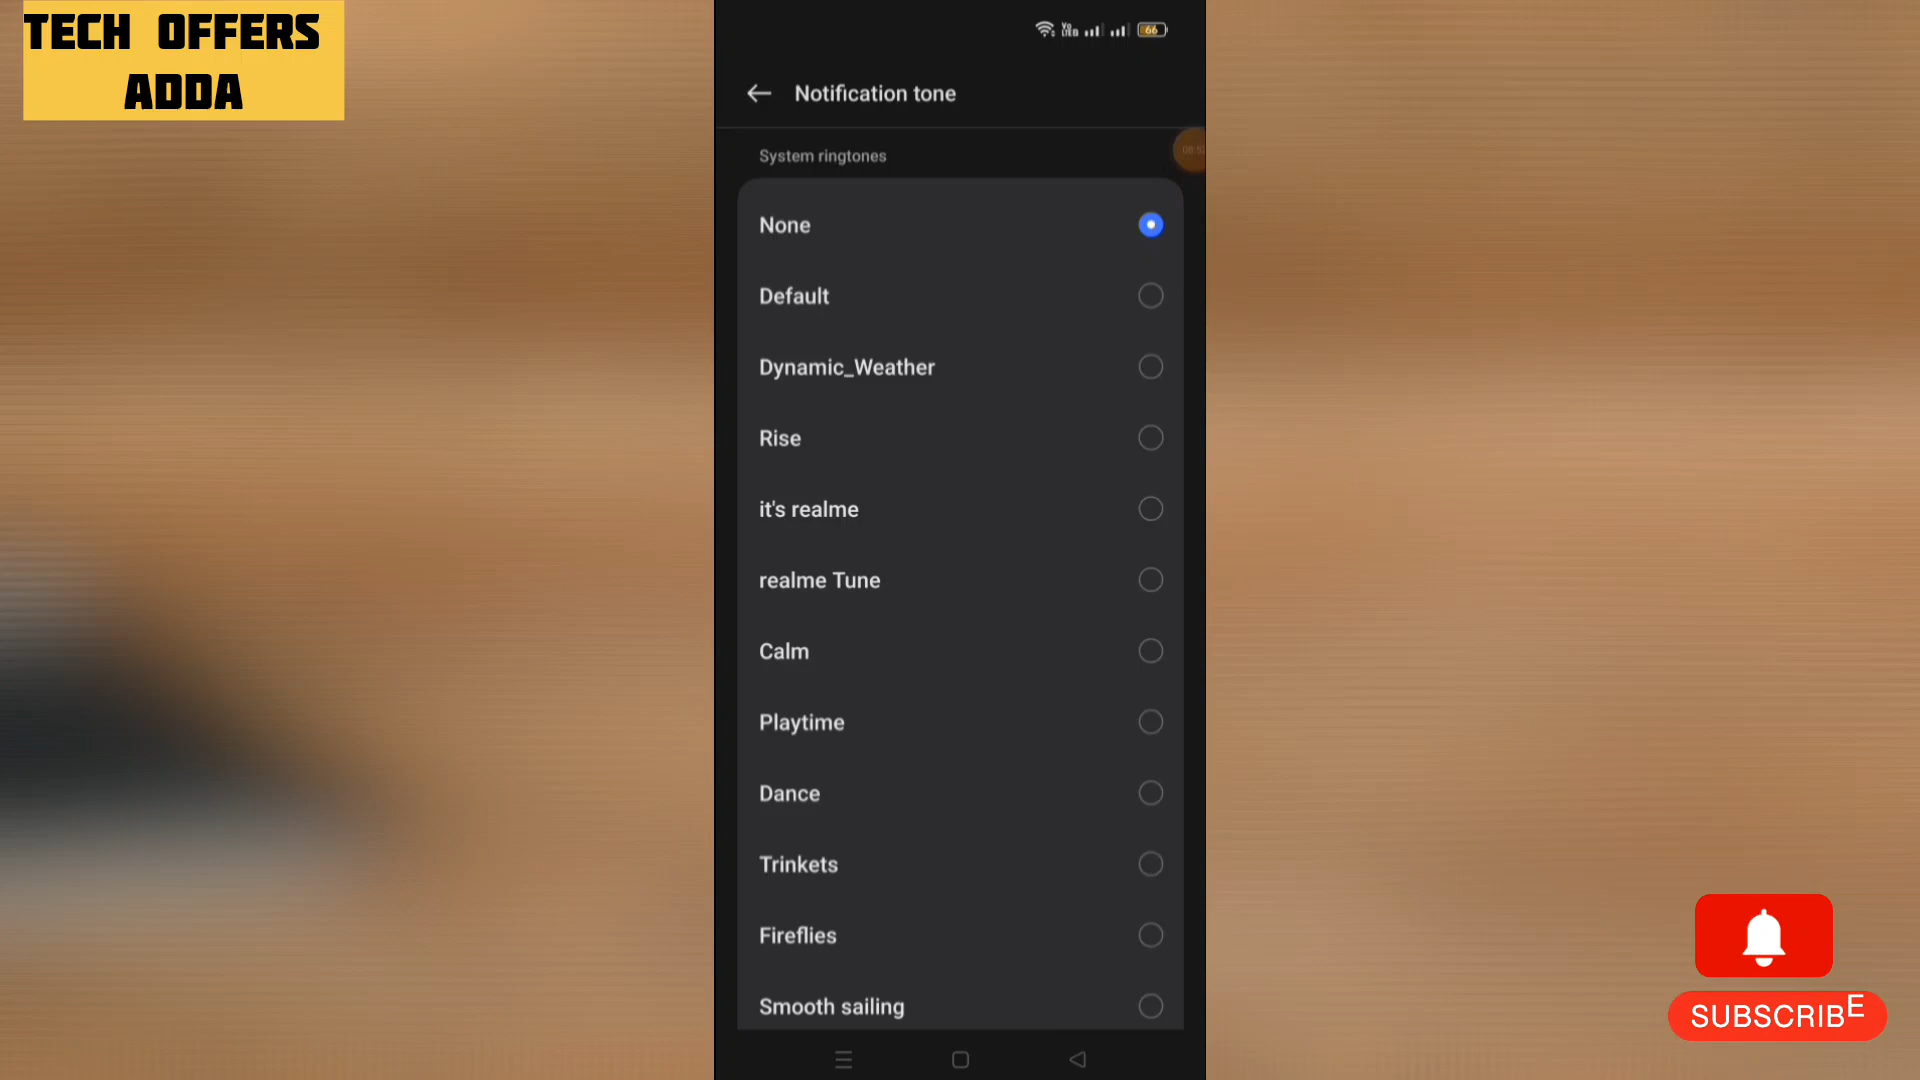 TECH OFFERS
ADDA
66
Notification tone
System ringtones
None
Default
Dynamic_Weather
Rise
it's realme
realme Tune
Calm
Playtime
Dance
Trinkets
Fireflies
Smooth sailing
SUBSCRIBE